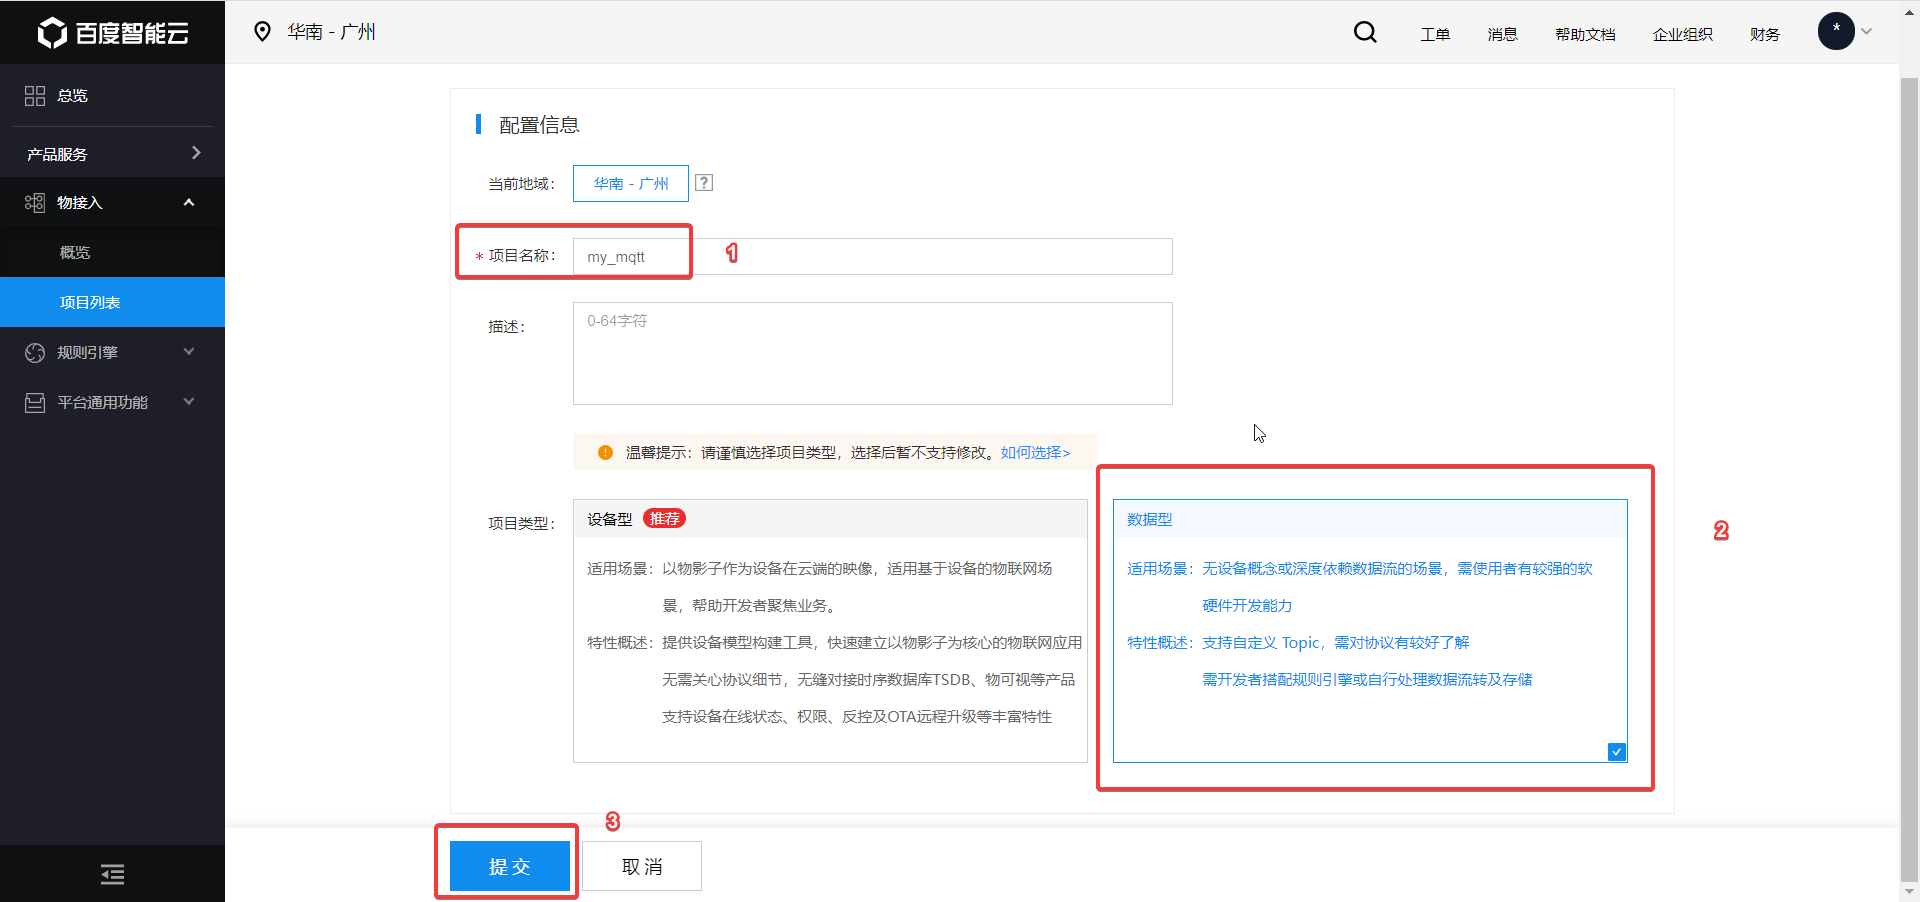 百度智能云
华南 - 广州
工单
消息
帮助文档
企业组织
财务
*
总览
产品服务
物接入
概览
项目列表
规则引擎
平台通用功能
配置信息
当前地域：
华南 - 广州
?
* 项目名称：
my_mqtt
1
描述：
0-64字符
温馨提示：请谨慎选择项目类型，选择后暂不支持修改。如何选择>
项目类型：
设备型 推荐
适用场景：以物影子作为设备在云端的映像，适用基于设备的物联网场
景，帮助开发者聚焦业务。
特性概述：提供设备模型构建工具，快速建立以物影子为核心的物联网应用
无需关心协议细节，无缝对接时序数据库TSDB、物可视等产品
支持设备在线状态、权限、反控及OTA远程升级等丰富特性
数据型
适用场景：无设备概念或深度依赖数据流的场景，需使用者有较强的软
硬件开发能力
特性概述：支持自定义 Topic，需对协议有较好了解
需开发者搭配规则引擎或自行处理数据流转及存储
2
3
提交
取消